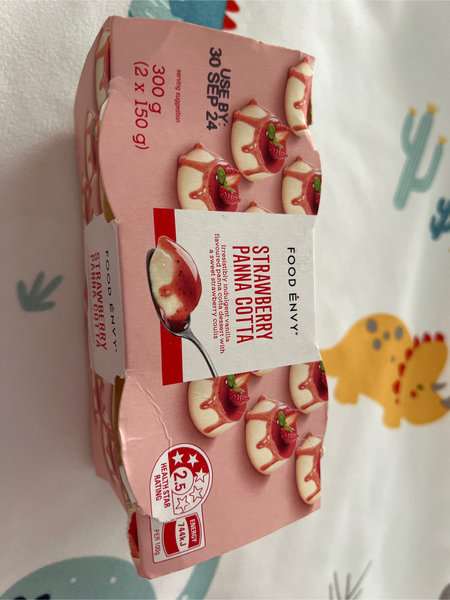 FOOD ENVY®
STRAWBERRY
PANNA COTTA
Irresistibly indulgent vanilla
flavoured panna cotta dessert with
a sweet strawberry coulis
USE BY:
30 SEP 24
serving suggestion
300 g
(2 x 150 g)
2.5
HEALTH STAR
RATING
ENERGY
744kJ
PER 100g
FOOD ENVY®
STRAWBERRY
PANNA COTTA